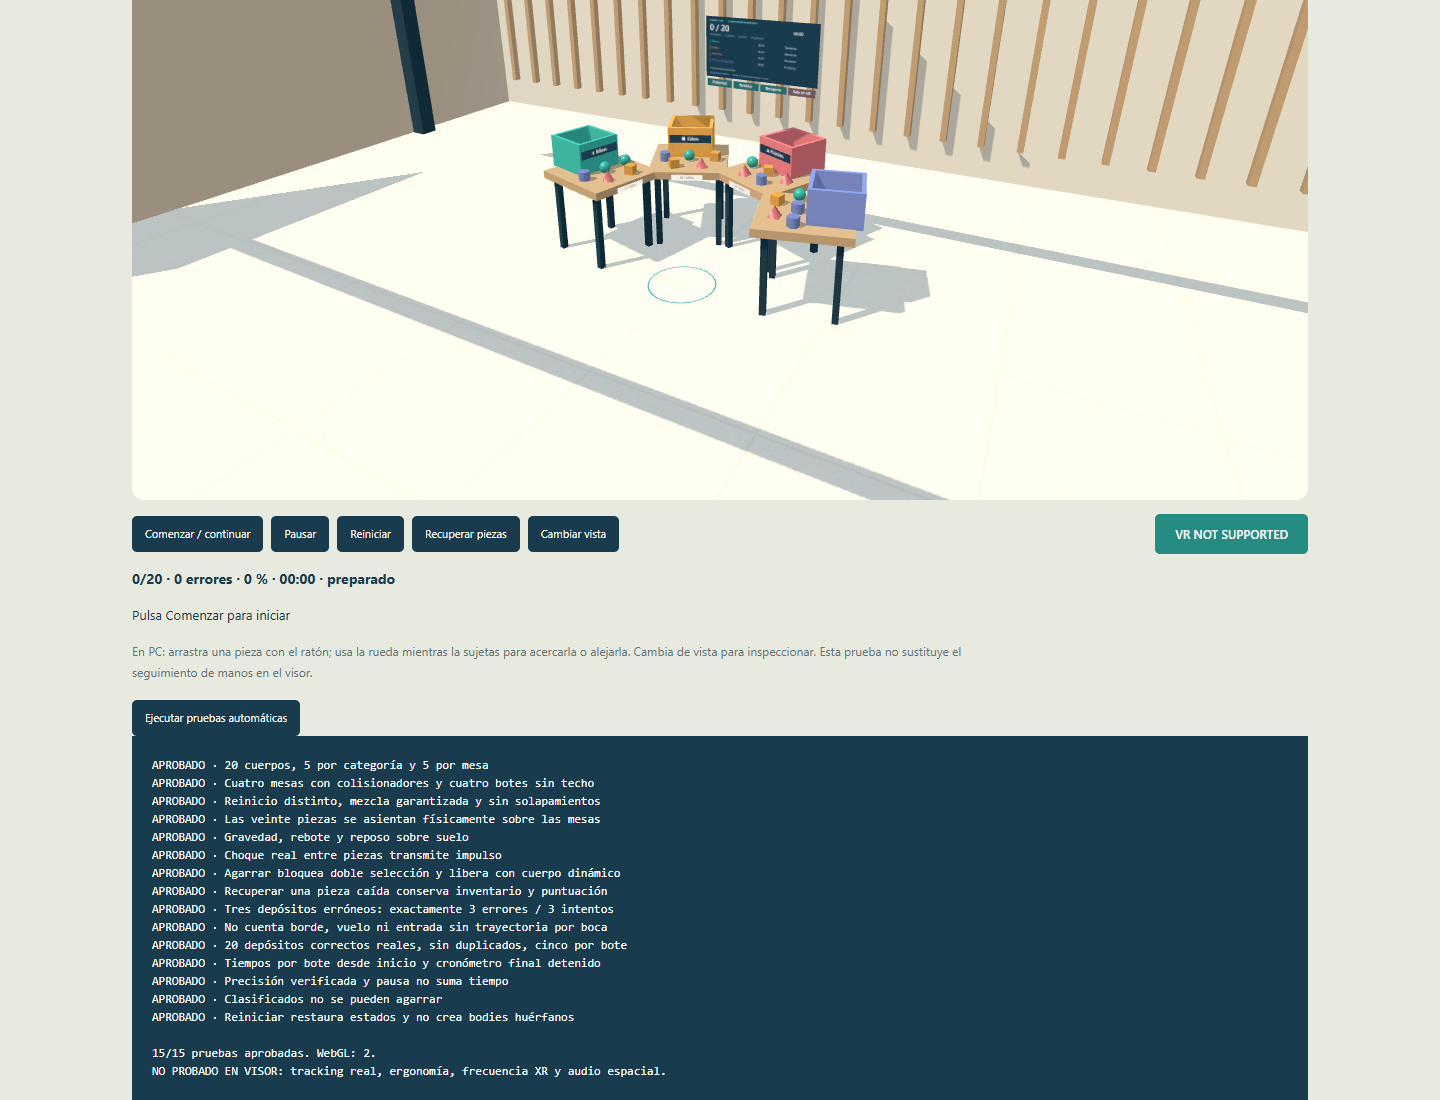 0 / 20
00:00
Comenzar / continuar
Pausar
Reiniciar
Recuperar piezas
Cambiar vista
VR NOT SUPPORTED
0/20 · 0 errores · 0 % · 00:00 · preparado
Pulsa Comenzar para iniciar
En PC: arrastra una pieza con el ratón; usa la rueda mientras la sujetas para acercarla o alejarla. Cambia de vista para inspeccionar. Esta prueba no sustituye el
seguimiento de manos en el visor.
Ejecutar pruebas automáticas
APROBADO · 20 cuerpos, 5 por categoría y 5 por mesa
APROBADO · Cuatro mesas con colisionadores y cuatro botes sin techo
APROBADO · Reinicio distinto, mezcla garantizada y sin solapamientos
APROBADO · Las veinte piezas se asientan físicamente sobre las mesas
APROBADO · Gravedad, rebote y reposo sobre suelo
APROBADO · Choque real entre piezas transmite impulso
APROBADO · Agarrar bloquea doble selección y libera con cuerpo dinámico
APROBADO · Recuperar una pieza caída conserva inventario y puntuación
APROBADO · Tres depósitos erróneos: exactamente 3 errores / 3 intentos
APROBADO · No cuenta borde, vuelo ni entrada sin trayectoria por boca
APROBADO · 20 depósitos correctos reales, sin duplicados, cinco por bote
APROBADO · Tiempos por bote desde inicio y cronómetro final detenido
APROBADO · Precisión verificada y pausa no suma tiempo
APROBADO · Clasificados no se pueden agarrar
APROBADO · Reiniciar restaura estados y no crea bodies huérfanos
15/15 pruebas aprobadas. WebGL: 2.
NO PROBADO EN VISOR: tracking real, ergonomía, frecuencia XR y audio espacial.